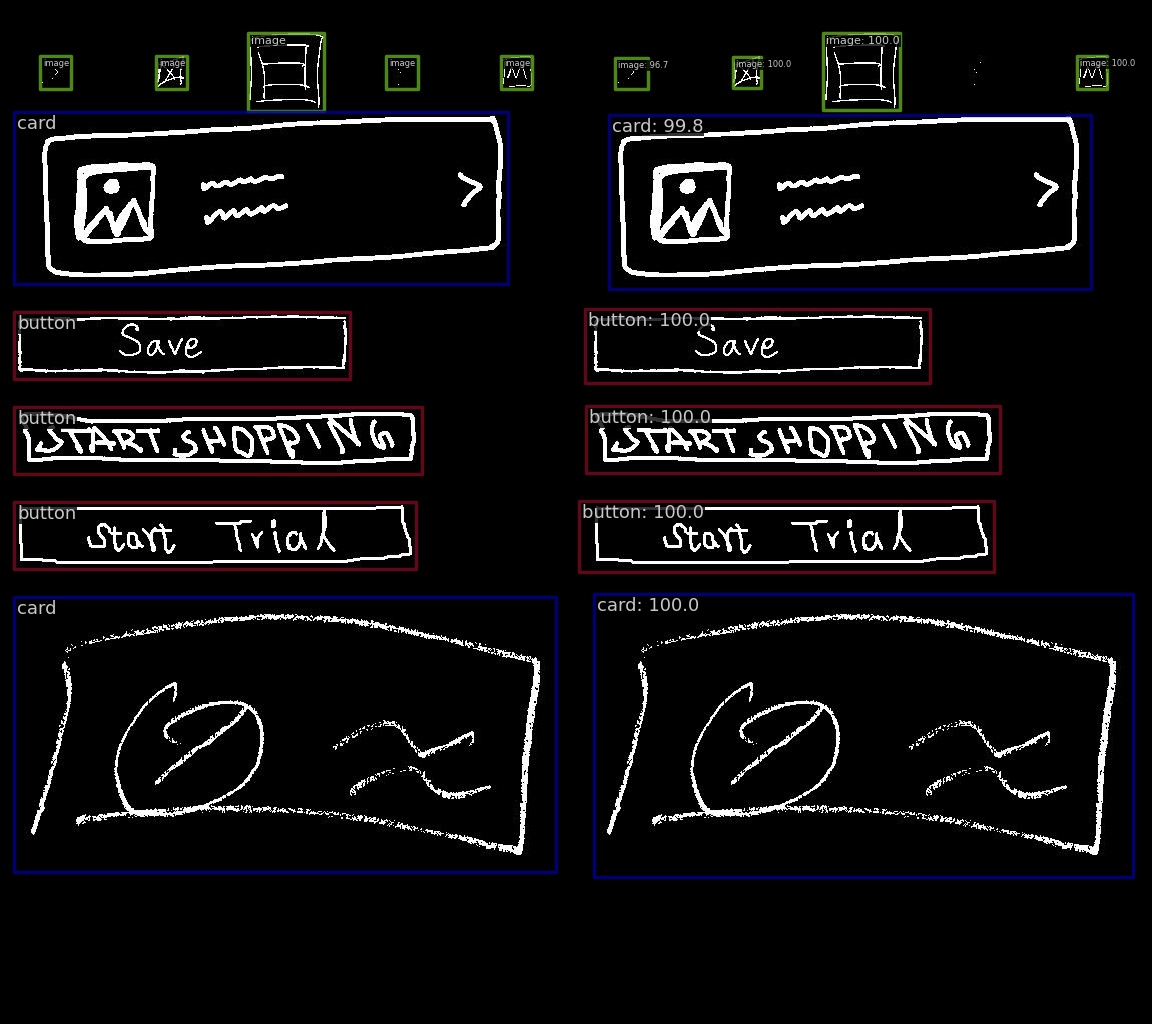 image image image image image image: 96.7 image: 100.0 image: 100.0 image: 100.0
card card: 99.8
button button: 100.0
Save Save
button button: 100.0
START SHOPPING START SHOPPING
button button: 100.0
Start Trial Start Trial
card card: 100.0